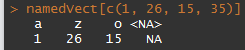 > namedVect[c(1, 26, 15, 35)]
a z o <NA>
1 26 15 NA